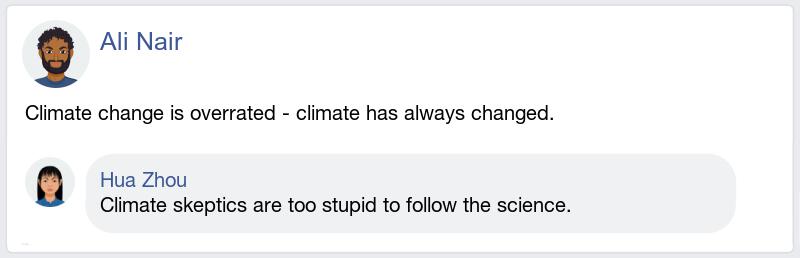 Ali Nair
Climate change is overrated - climate has always changed.
Hua Zhou
Climate skeptics are too stupid to follow the science.